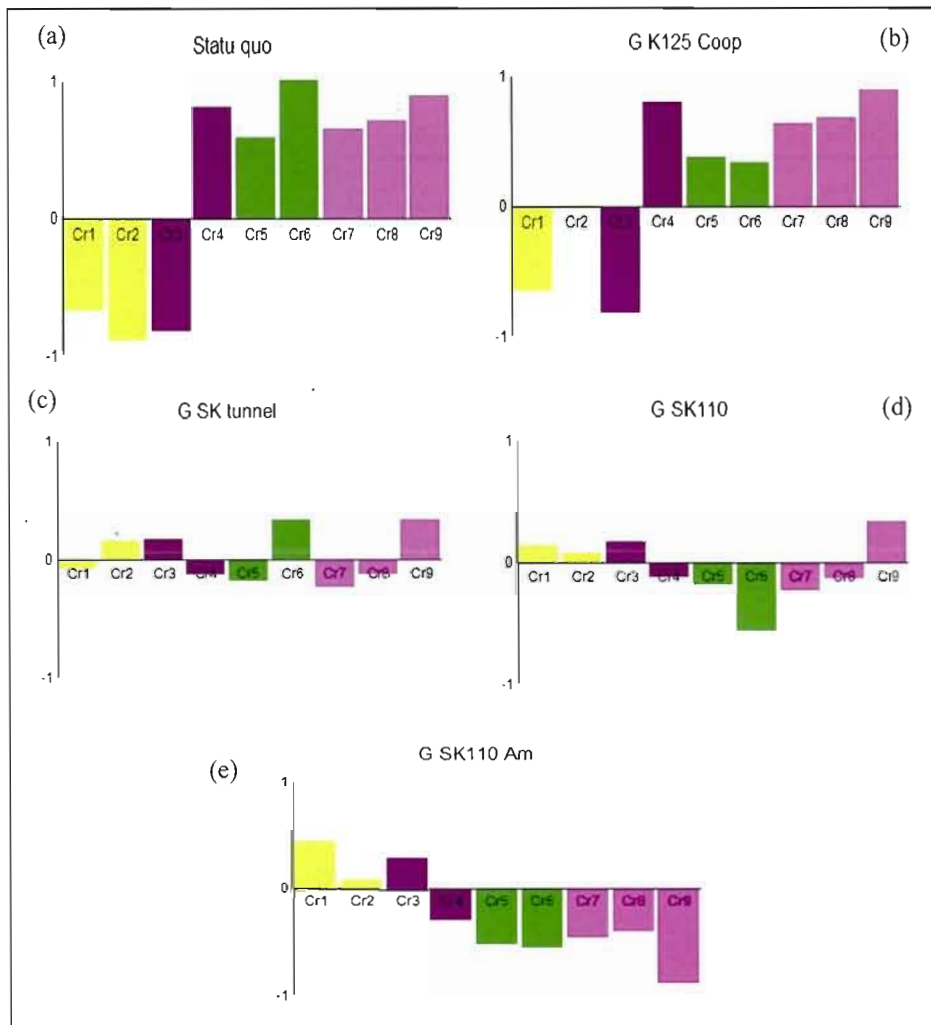 (a)
Statu quo
1
0
Cr1 Cr2 Cr3 Cr4 Cr5 Cr6 Cr7 Cr8 Cr9
-1
G K125 Coop
(b)
1
0
Cr1 Cr2 Cr3 Cr4 Cr5 Cr6 Cr7 Cr8 Cr9
-1
(c)
G SK tunnel
1
0
Cr1 Cr2 Cr3 Cr4 Cr5 Cr6 Cr7 Cr8 Cr9
-1
G SK110
(d)
1
0
Cr1 Cr2 Cr3 Cr4 Cr5 Cr6 Cr7 Cr8 Cr9
-1
(e)
G SK110 Am
1
0
Cr1 Cr2 Cr3 Cr4 Cr5 Cr6 Cr7 Cr8 Cr9
-1